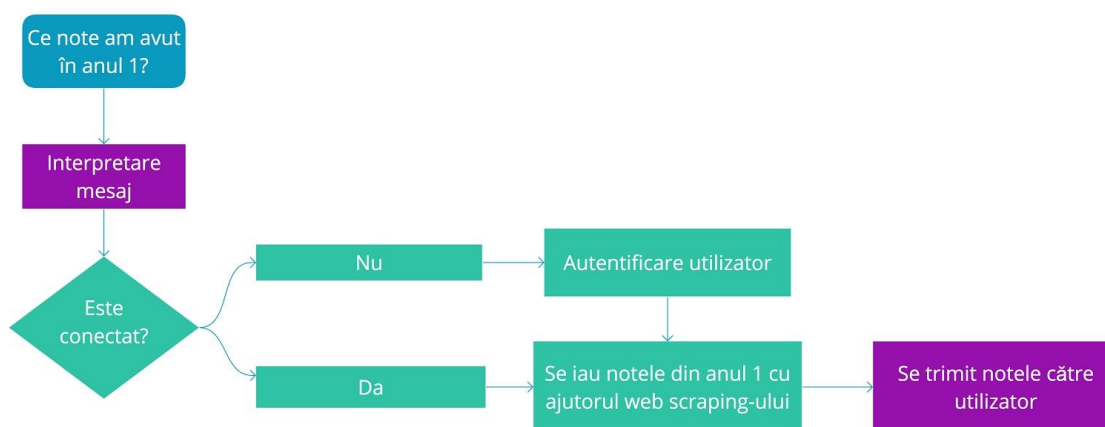 Ce note am avut
în anul 1?
Interpretare
mesaj
Este
conectat?
Nu
Autentificare utilizator
Da
Se iau notele din anul 1 cu
ajutorul web scraping-ului
Se trimit notele către
utilizator